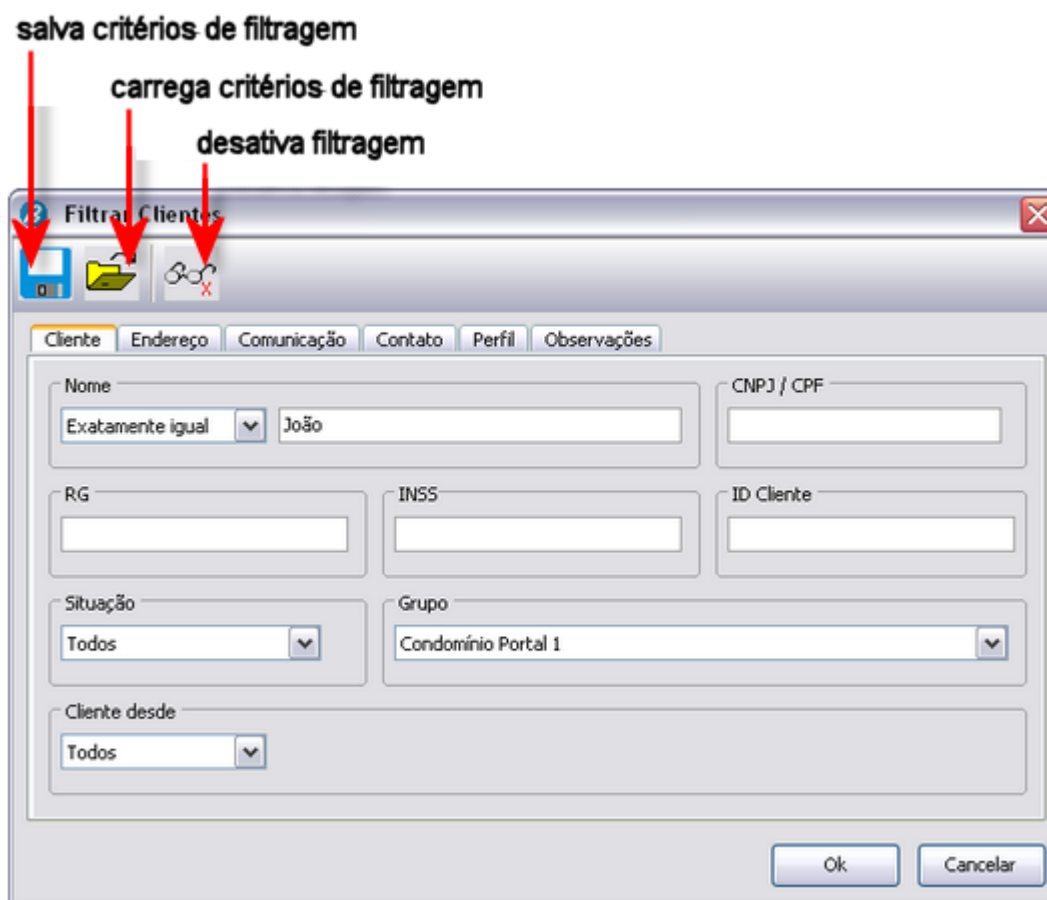 salva critérios de filtragem
carrega critérios de filtragem
desativa filtragem
Filtrar Clientes
Cliente Endereço Comunicação Contato Perfil Observações
Nome CNPJ / CPF
Exatamente igual João
RG INSS ID Cliente
Situação Grupo
Todos Condomínio Portal 1
Cliente desde
Todos
Ok Cancelar